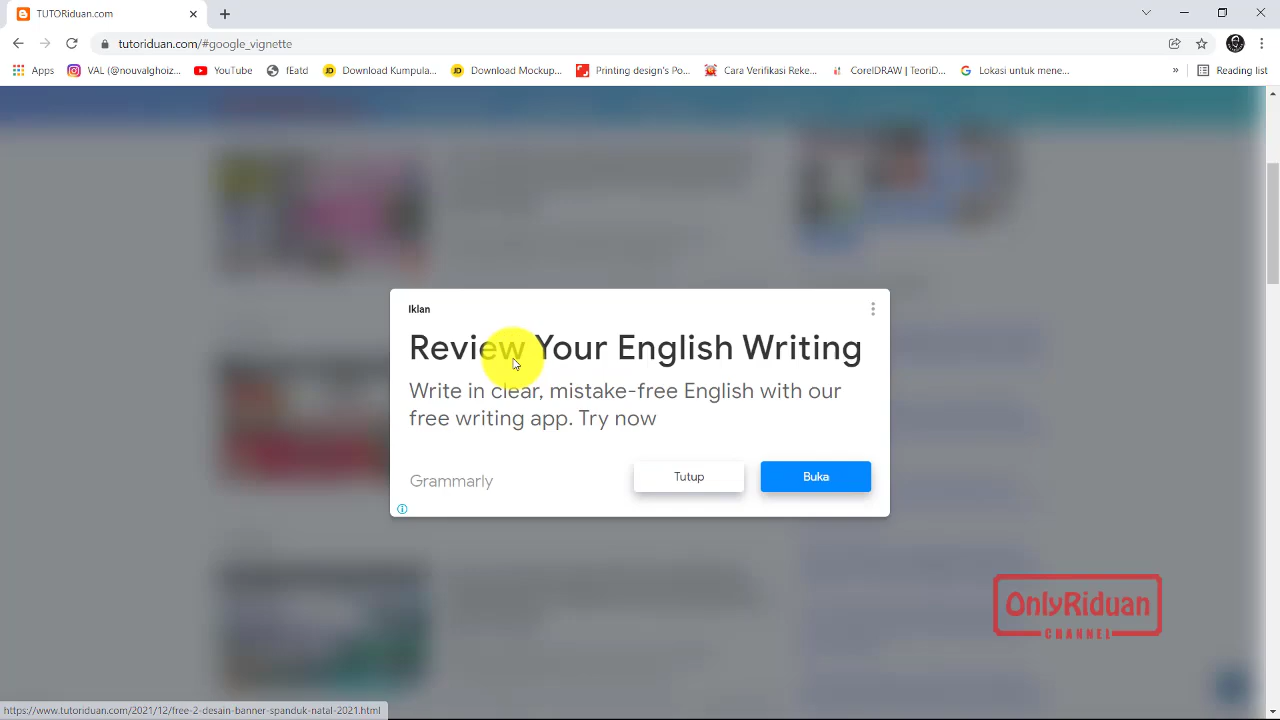 TUTORiduan.com
tutoriduan.com/#google_vignette
Apps
VAL (@nouvalghoiz...
YouTube
fEatd
Download Kumpula...
Download Mockup...
Printing design's Po...
Cara Verifikasi Reke...
CorelDRAW | TeoriD...
Lokasi untuk mene...
»
Reading list
Iklan
Review Your English Writing
Write in clear, mistake-free English with our
free writing app. Try now
Grammarly
Tutup
Buka
OnlyRiduan
CHANNEL
https://www.tutoriduan.com/2021/12/free-2-desain-banner-spanduk-natal-2021.html